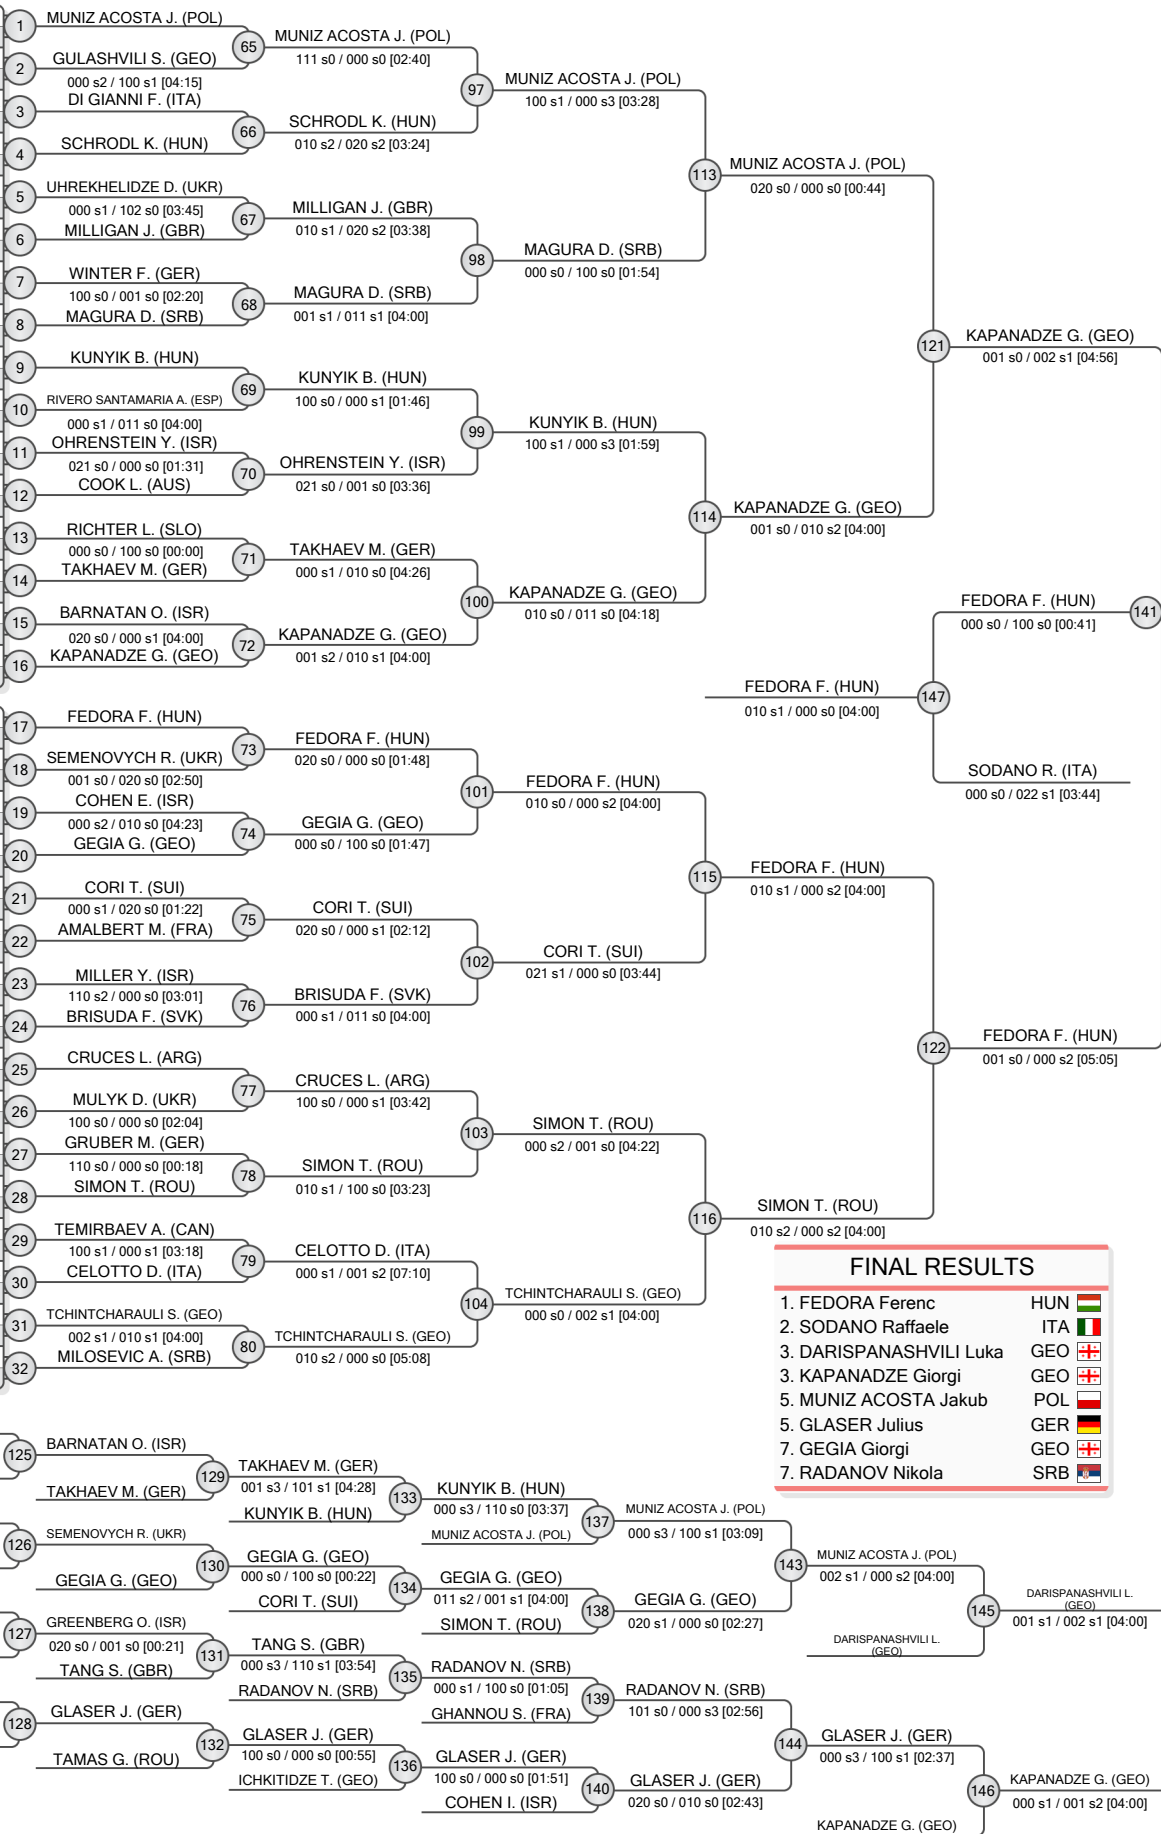 1
MUNIZ ACOSTA J. (POL)
2
GULASHVILI S. (GEO)
000 s2 / 100 s1 [04:15]
3
DI GIANNI F. (ITA)
4
SCHRODL K. (HUN)
5
UHREKHELIDZE D. (UKR)
000 s1 / 102 s0 [03:45]
6
MILLIGAN J. (GBR)
7
WINTER F. (GER)
100 s0 / 001 s0 [02:20]
8
MAGURA D. (SRB)
9
KUNYIK B. (HUN)
10
RIVERO SANTAMARIA A. (ESP)
000 s1 / 011 s0 [04:00]
11
OHRENSTEIN Y. (ISR)
021 s0 / 000 s0 [01:31]
12
COOK L. (AUS)
13
RICHTER L. (SLO)
000 s0 / 100 s0 [00:00]
14
TAKHAEV M. (GER)
15
BARNATAN O. (ISR)
020 s0 / 000 s1 [04:00]
16
KAPANADZE G. (GEO)
17
FEDORA F. (HUN)
18
SEMENOVYCH R. (UKR)
001 s0 / 020 s0 [02:50]
19
COHEN E. (ISR)
000 s2 / 010 s0 [04:23]
20
GEGIA G. (GEO)
21
CORI T. (SUI)
000 s1 / 020 s0 [01:22]
22
AMALBERT M. (FRA)
23
MILLER Y. (ISR)
110 s2 / 000 s0 [03:01]
24
BRISUDA F. (SVK)
25
CRUCES L. (ARG)
26
MULYK D. (UKR)
100 s0 / 000 s0 [02:04]
27
GRUBER M. (GER)
110 s0 / 000 s0 [00:18]
28
SIMON T. (ROU)
29
TEMIRBAEV A. (CAN)
100 s1 / 000 s1 [03:18]
30
CELOTTO D. (ITA)
31
TCHINTCHARAULI S. (GEO)
002 s1 / 010 s1 [04:00]
32
MILOSEVIC A. (SRB)
65
MUNIZ ACOSTA J. (POL)
111 s0 / 000 s0 [02:40]
66
SCHRODL K. (HUN)
010 s2 / 020 s2 [03:24]
67
MILLIGAN J. (GBR)
010 s1 / 020 s2 [03:38]
68
MAGURA D. (SRB)
001 s1 / 011 s1 [04:00]
69
KUNYIK B. (HUN)
100 s0 / 000 s1 [01:46]
70
OHRENSTEIN Y. (ISR)
021 s0 / 001 s0 [03:36]
71
TAKHAEV M. (GER)
000 s1 / 010 s0 [04:26]
72
KAPANADZE G. (GEO)
001 s2 / 010 s1 [04:00]
73
FEDORA F. (HUN)
020 s0 / 000 s0 [01:48]
74
GEGIA G. (GEO)
000 s0 / 100 s0 [01:47]
75
CORI T. (SUI)
020 s0 / 000 s1 [02:12]
76
BRISUDA F. (SVK)
000 s1 / 011 s0 [04:00]
77
CRUCES L. (ARG)
100 s0 / 000 s1 [03:42]
78
SIMON T. (ROU)
010 s1 / 100 s0 [03:23]
79
CELOTTO D. (ITA)
000 s1 / 001 s2 [07:10]
80
TCHINTCHARAULI S. (GEO)
010 s2 / 000 s0 [05:08]
97
MUNIZ ACOSTA J. (POL)
100 s1 / 000 s3 [03:28]
98
MAGURA D. (SRB)
000 s0 / 100 s0 [01:54]
99
KUNYIK B. (HUN)
100 s1 / 000 s3 [01:59]
100
KAPANADZE G. (GEO)
010 s0 / 011 s0 [04:18]
101
FEDORA F. (HUN)
010 s0 / 000 s2 [04:00]
102
CORI T. (SUI)
021 s1 / 000 s0 [03:44]
103
SIMON T. (ROU)
000 s2 / 001 s0 [04:22]
104
TCHINTCHARAULI S. (GEO)
000 s0 / 002 s1 [04:00]
113
MUNIZ ACOSTA J. (POL)
020 s0 / 000 s0 [00:44]
114
KAPANADZE G. (GEO)
001 s0 / 010 s2 [04:00]
115
FEDORA F. (HUN)
010 s1 / 000 s2 [04:00]
116
SIMON T. (ROU)
010 s2 / 000 s2 [04:00]
121
KAPANADZE G. (GEO)
001 s0 / 002 s1 [04:56]
122
FEDORA F. (HUN)
001 s0 / 000 s2 [05:05]
FEDORA F. (HUN)
000 s0 / 100 s0 [00:41]
141
FEDORA F. (HUN)
010 s1 / 000 s0 [04:00]
147
SODANO R. (ITA)
000 s0 / 022 s1 [03:44]
FINAL RESULTS
1. FEDORA Ferenc HUN
2. SODANO Raffaele ITA
3. DARISPANASHVILI Luka GEO
3. KAPANADZE Giorgi GEO
5. MUNIZ ACOSTA Jakub POL
5. GLASER Julius GER
7. GEGIA Giorgi GEO
7. RADANOV Nikola SRB
125
BARNATAN O. (ISR)
TAKHAEV M. (GER)
126
SEMENOVYCH R. (UKR)
GEGIA G. (GEO)
127
GREENBERG O. (ISR)
020 s0 / 001 s0 [00:21]
TANG S. (GBR)
128
GLASER J. (GER)
TAMAS G. (ROU)
129
TAKHAEV M. (GER)
001 s3 / 101 s1 [04:28]
KUNYIK B. (HUN)
130
GEGIA G. (GEO)
000 s0 / 100 s0 [00:22]
CORI T. (SUI)
131
TANG S. (GBR)
000 s3 / 110 s1 [03:54]
RADANOV N. (SRB)
132
GLASER J. (GER)
100 s0 / 000 s0 [00:55]
ICHKITIDZE T. (GEO)
133
KUNYIK B. (HUN)
000 s3 / 110 s0 [03:37]
MUNIZ ACOSTA J. (POL)
134
GEGIA G. (GEO)
011 s2 / 001 s1 [04:00]
SIMON T. (ROU)
135
RADANOV N. (SRB)
000 s1 / 100 s0 [01:05]
GHANNOU S. (FRA)
136
GLASER J. (GER)
100 s0 / 000 s0 [01:51]
COHEN I. (ISR)
137
MUNIZ ACOSTA J. (POL)
000 s3 / 100 s1 [03:09]
138
GEGIA G. (GEO)
020 s1 / 000 s0 [02:27]
139
RADANOV N. (SRB)
101 s0 / 000 s3 [02:56]
140
GLASER J. (GER)
020 s0 / 010 s0 [02:43]
143
MUNIZ ACOSTA J. (POL)
002 s1 / 000 s2 [04:00]
DARISPANASHVILI L.
(GEO)
144
GLASER J. (GER)
000 s3 / 100 s1 [02:37]
KAPANADZE G. (GEO)
145
DARISPANASHVILI L.
(GEO)
001 s1 / 002 s1 [04:00]
146
KAPANADZE G. (GEO)
000 s1 / 001 s2 [04:00]